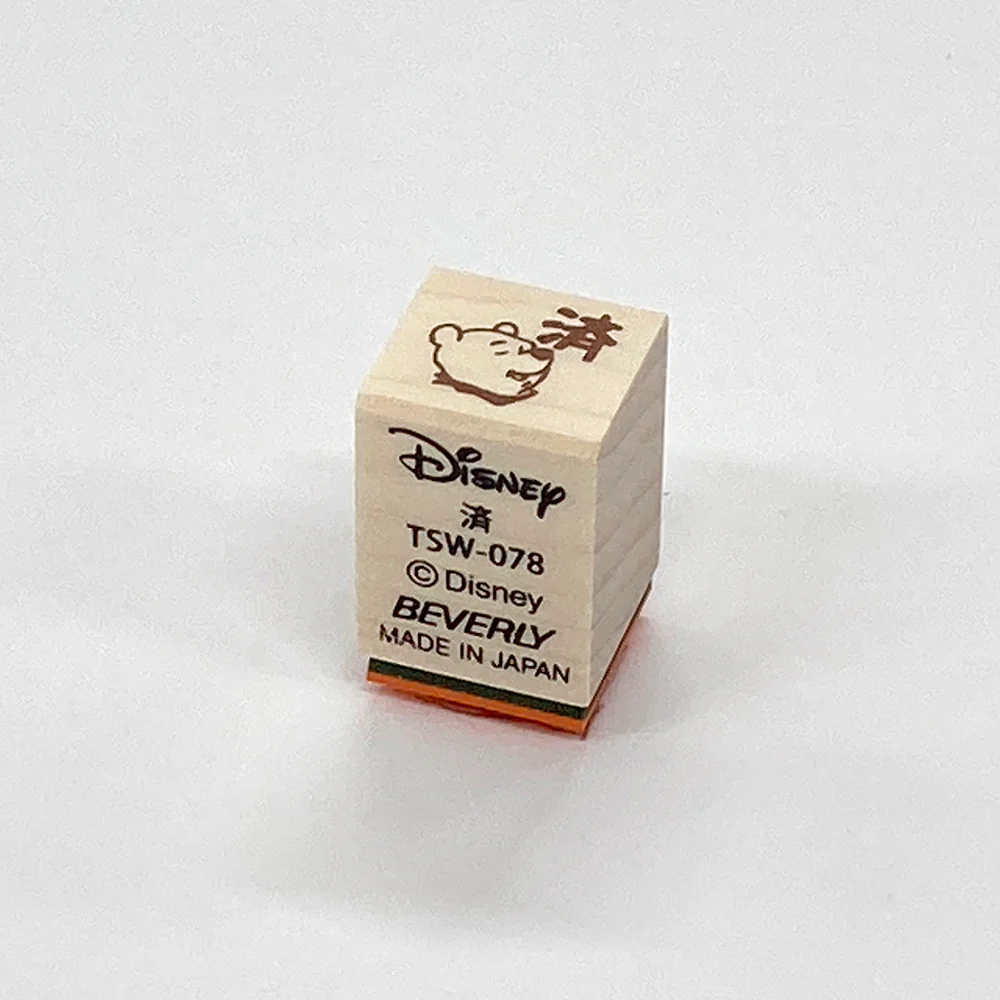 済
Disney
済
TSW-078
© Disney
BEVERLY
MADE IN JAPAN